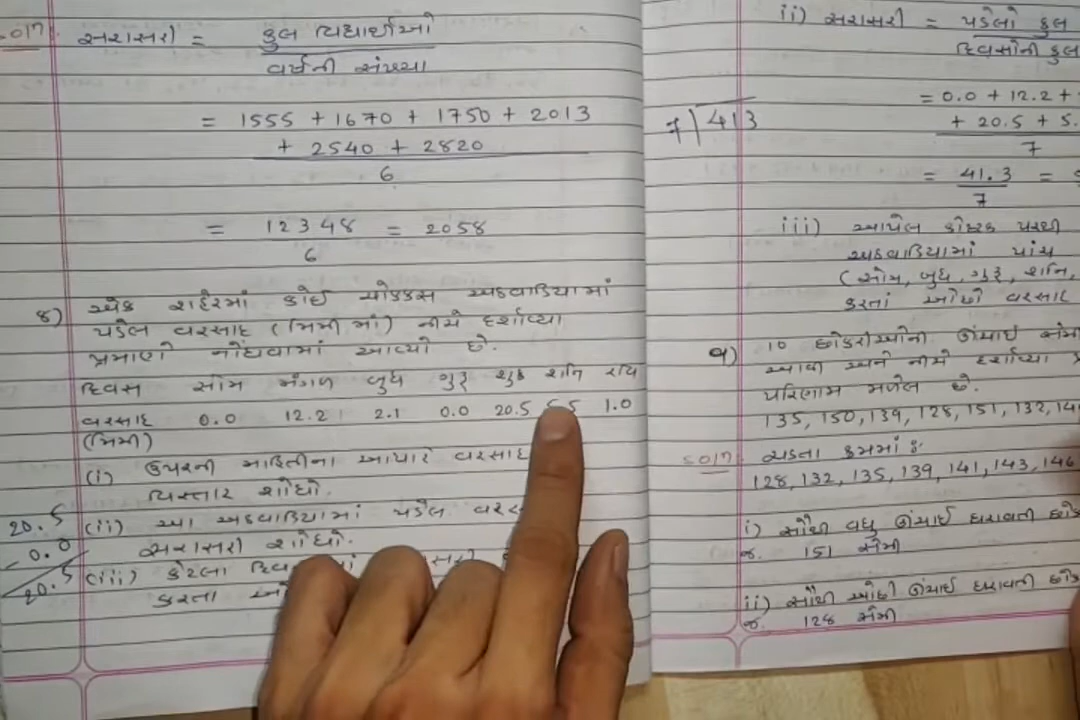 સરાસરી = કુલ વિદ્યાર્થીઓ
વર્ષની સંખ્યા
= 1555 + 1670 + 1750 + 2013
+ 2540 + 2820
6
= 12348 = 2058
6
૪) એક શહેરમાં કોઈ ચોક્કસ અઠવાડિયામાં
પડેલ વરસાદ (મિમી માં) નીચે દર્શાવ્યા
પ્રમાણે નોંધવામાં આવ્યો છે.
દિવસ સોમ મંગળ બુધ ગુરૂ શુક્ર શનિ રવિ
વરસાદ 0.0 12.2 2.1 0.0 20.5 5.5 1.0
(મિમી)
(i) ઉપરની માહિતીના આધારે વરસાદ
વિસ્તાર શોધો.
(ii) આ અઠવાડિયામાં પડેલ
સરાસરી શોધો.
(iii) કેટલા
કરતા
20.5
- 0.0
20.5
ii) સરાસરી = પડેલો કુલ
દિવસોની કુલ
= 0.0 + 12.2 +
+ 20.5 + 5.
7
7) 413
= 41.3 =
7
iii) આપેલ કોષ્ટક પરથી
અઠવાડિયામાં પાંચ
(સોમ, બુધ, ગુરૂ, શનિ,
કરતાં ઓછો વરસાદ
૫) 10 છોકરીઓની ઊંચાઈ
આવી અને નીચે દર્શાવ્યા
પરિણામ મળેલ છે.
135, 150, 139, 128, 151, 132, 14
ચડતા ક્રમમાં :
128, 132, 135, 139, 141, 143, 146
i) સૌથી વધુ ઊંચાઈ ધરાવતી
જ. 151 સેમી
ii) સૌથી ઓછી ઊંચાઈ ધરાવતી
જ. 128 સેમી